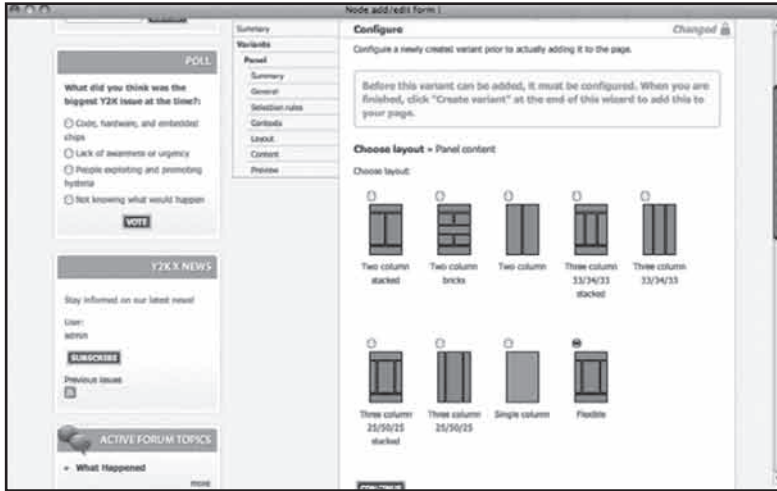 Node add/edit form |
POLL
What did you think was the
biggest Y2K issue at the time?:
Code, hardware, and embedded
chips
Lack of awareness or urgency
People exploiting and promoting
hysteria
Not knowing what would happen
VOTE
Y2KX NEWS
Stay informed on our latest news!
User:
admin
SUBSCRIBE
Previous issues
ACTIVE FORUM TOPICS
What Happened
more
Summary
Variants
Panel
Summary
General
Selection rules
Contexts
Layout
Content
Preview
Configure
Changed
Configure a newly created variant prior to actually adding it to the page.
Before this variant can be added, it must be configured. When you are
finished, click "Create variant" at the end of this wizard to add this to
your page.
Choose layout » Panel content
Choose layout:
Two column
stacked
Two column
bricks
Two column
Three column
33/34/33
stacked
Three column
33/34/33
Three column
25/50/25
stacked
Three column
25/50/25
Single column
Flexible